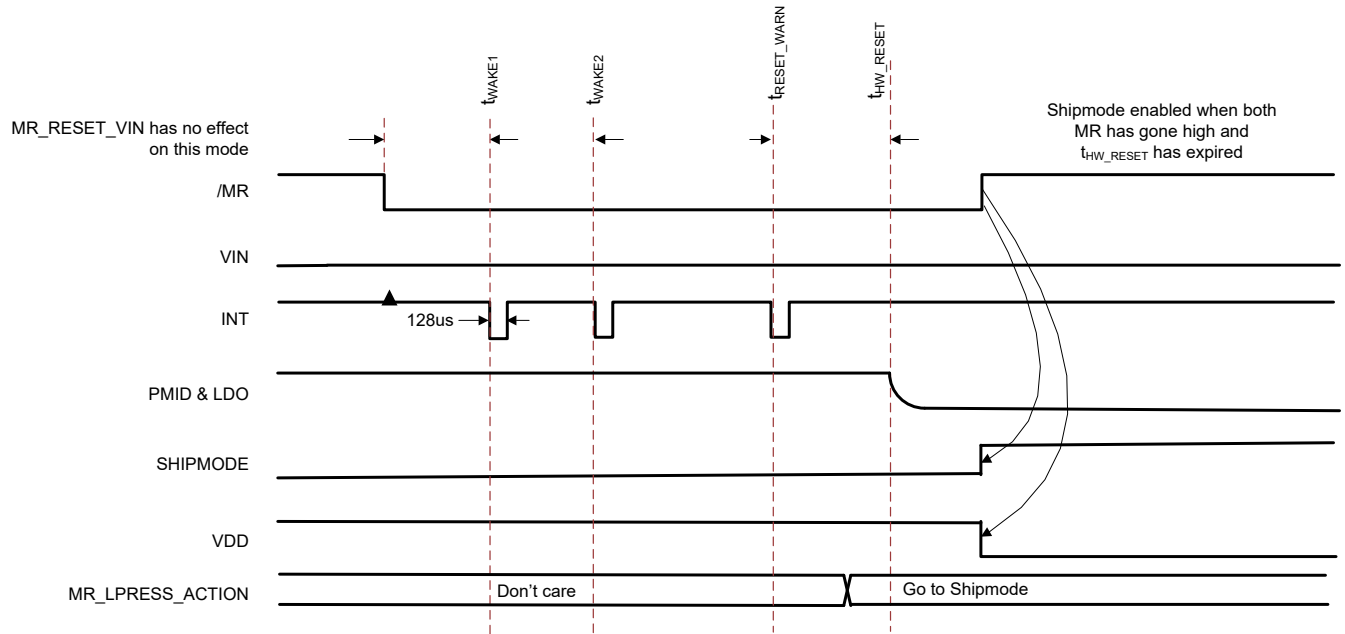 tWAKE1
tWAKE2
tRESET_WARN
tHW_RESET
MR_RESET_VIN has no effect
on this mode
Shipmode enabled when both
MR has gone high and
tHW_RESET has expired
/MR
VIN
INT
128us
PMID & LDO
SHIPMODE
VDD
MR_LPRESS_ACTION
Don't care
Go to Shipmode